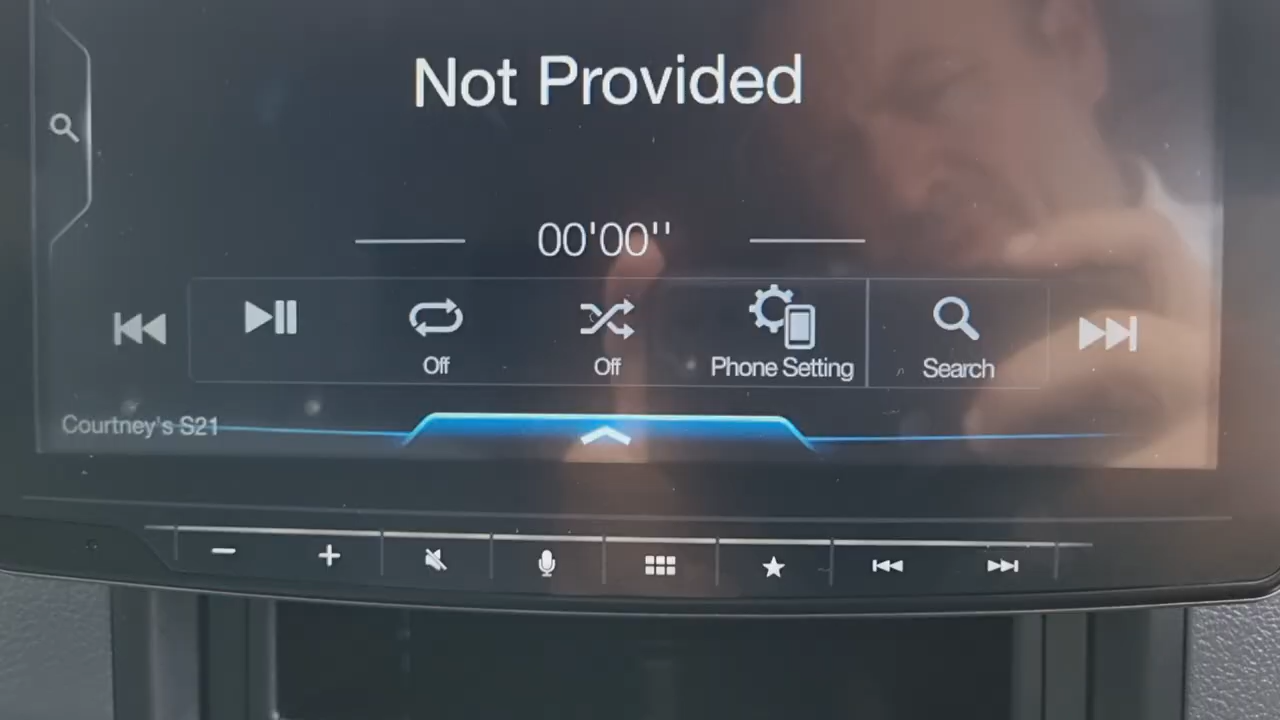 Not Provided
00'00''
Off
Off
Phone Setting
Search
Courtney's S21